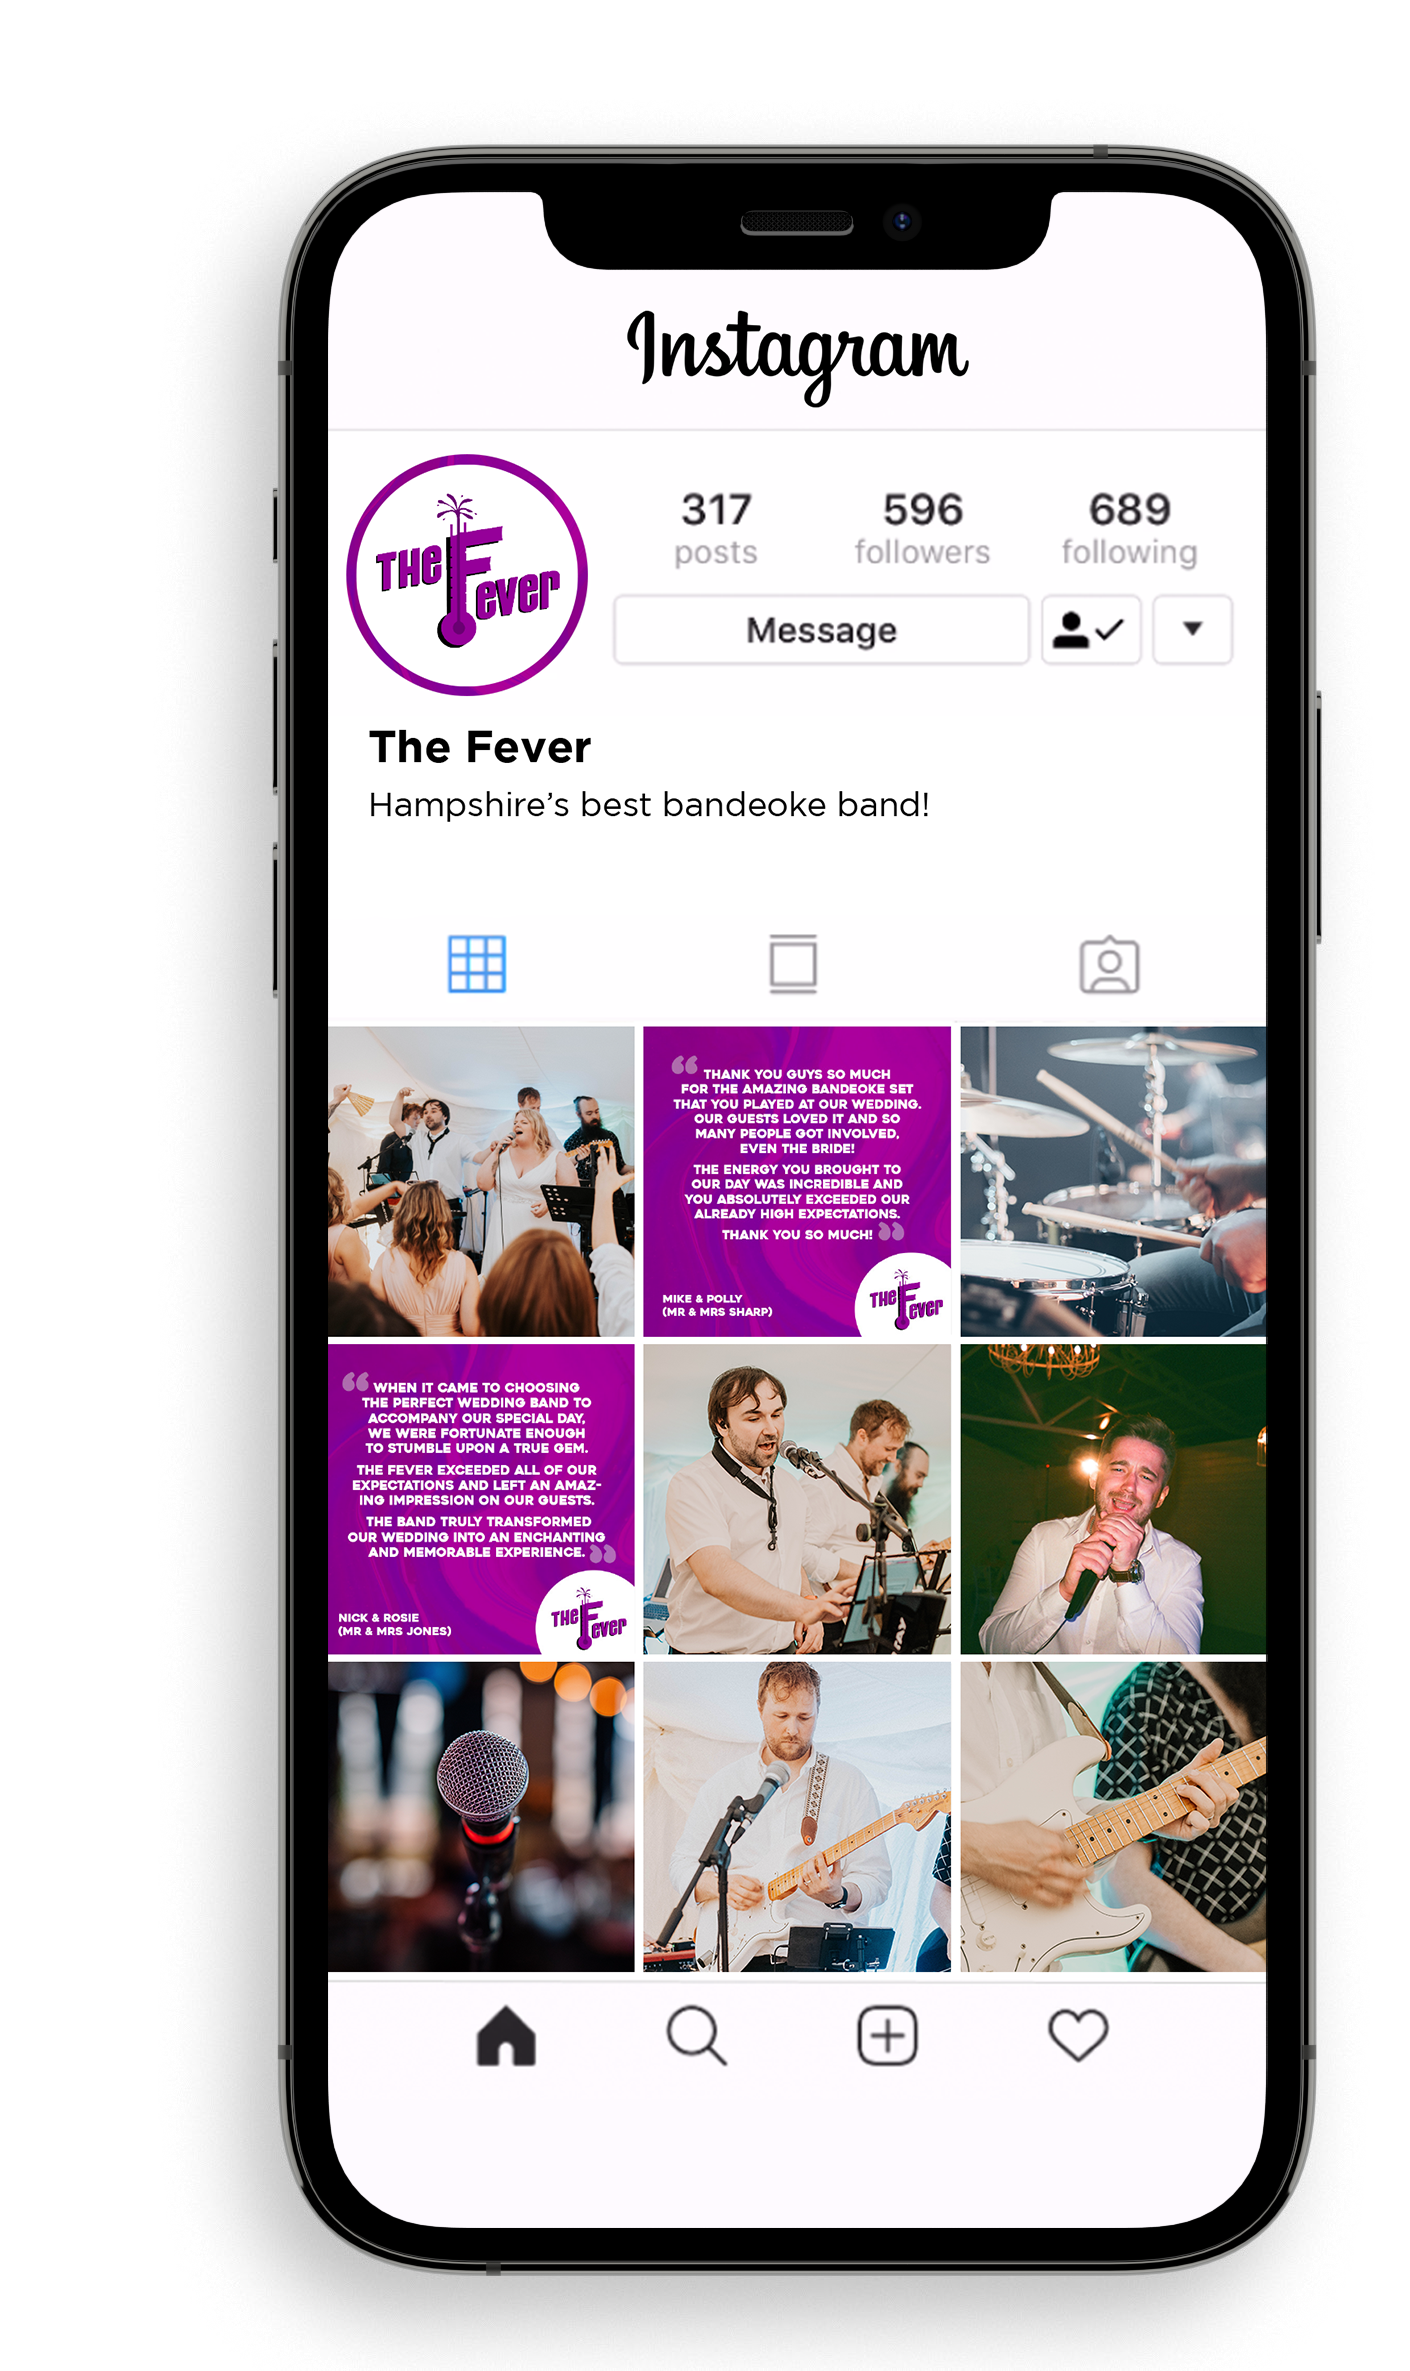 Instagram
THE FEVER
317 596 689
posts followers following
Message
The Fever
Hampshire’s best bandeoke band!
“ THANK YOU GUYS SO MUCH
FOR THE AMAZING BANDEOKE SET
THAT YOU PLAYED AT OUR WEDDING.
OUR GUESTS LOVED IT AND SO
MANY PEOPLE GOT INVOLVED,
EVEN THE BRIDE!
THE ENERGY YOU BROUGHT TO
OUR DAY WAS INCREDIBLE AND
YOU ABSOLUTELY EXCEEDED OUR
ALREADY HIGH EXPECTATIONS.
THANK YOU SO MUCH! ”
MIKE & POLLY
(MR & MRS SHARP)
THE FEVER
“ WHEN IT CAME TO CHOOSING
THE PERFECT WEDDING BAND TO
ACCOMPANY OUR SPECIAL DAY,
WE WERE FORTUNATE ENOUGH
TO STUMBLE UPON A TRUE GEM.
THE FEVER EXCEEDED ALL OF OUR
EXPECTATIONS AND LEFT AN AMAZ-
ING IMPRESSION ON OUR GUESTS.
THE BAND TRULY TRANSFORMED
OUR WEDDING INTO AN ENCHANTING
AND MEMORABLE EXPERIENCE. ”
NICK & ROSIE
(MR & MRS JONES)
THE FEVER